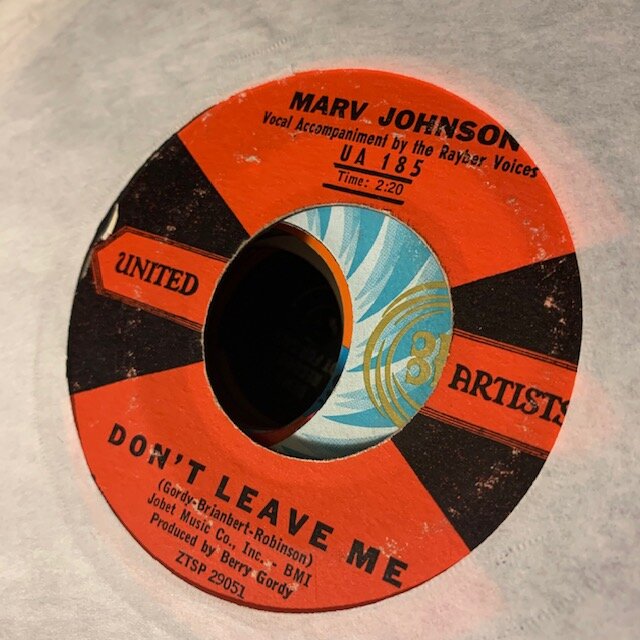 MARV JOHNSON
Vocal Accompaniment by the Rayber Voices
UA 185
Time: 2:20
UNITED
ARTISTS
DON'T LEAVE ME
(Gordy-Brianbert-Robinson)
Jobet Music Co., Inc. - BMI
Produced by Berry Gordy
ZTSP 29051